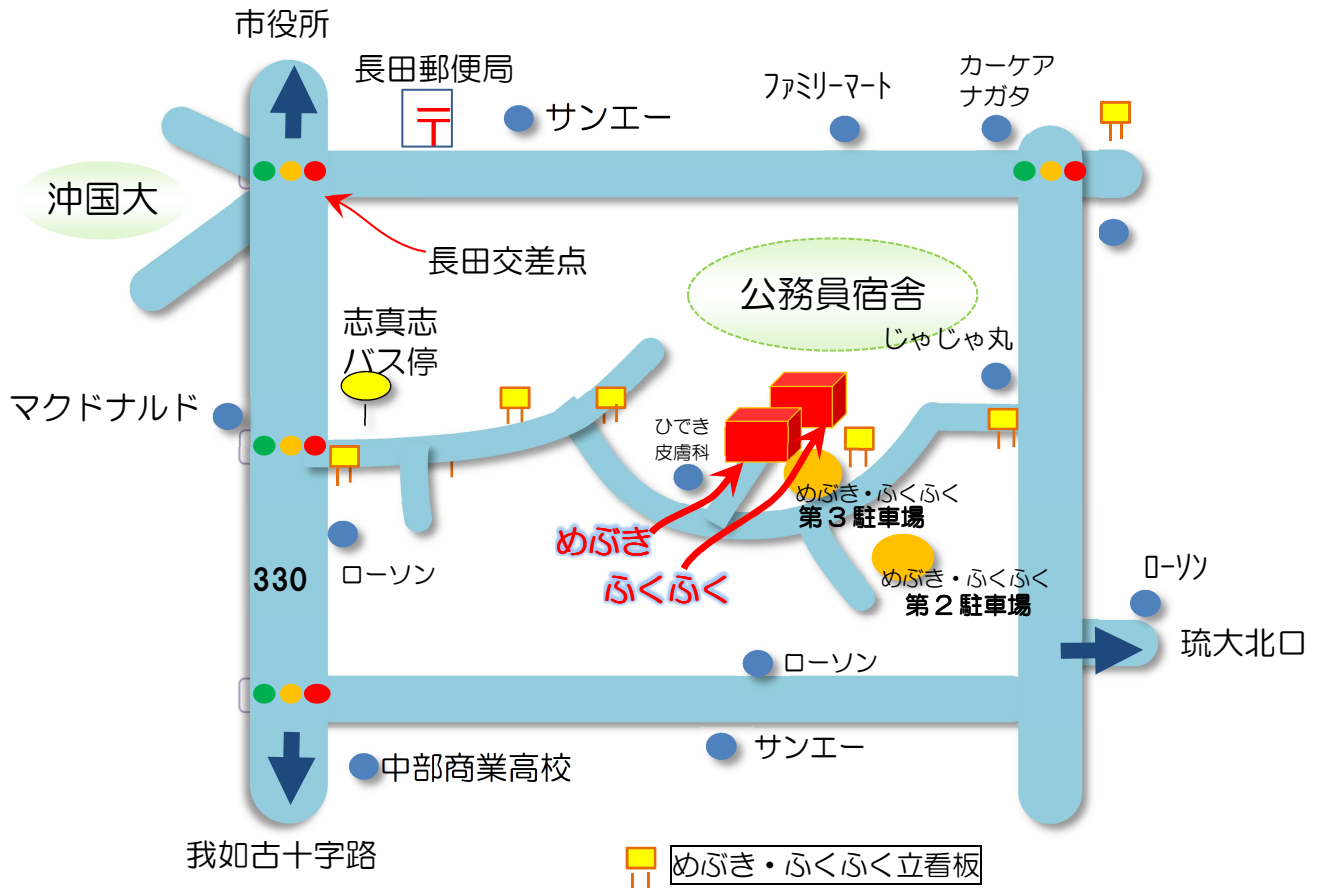 市役所
長田郵便局
〒
サンエー
ﾌｧﾐﾘｰﾏｰﾄ
カーケア
ナガタ
沖国大
長田交差点
公務員宿舎
志真志
バス停
じゃじゃ丸
マクドナルド
ひでき
皮膚科
めぶき・ふくふく
第３駐車場
めぶき
ふくふく
330
ローソン
めぶき・ふくふく
第２駐車場
ﾛｰｿﾝ
琉大北口
ローソン
サンエー
中部商業高校
我如古十字路
めぶき・ふくふく立看板